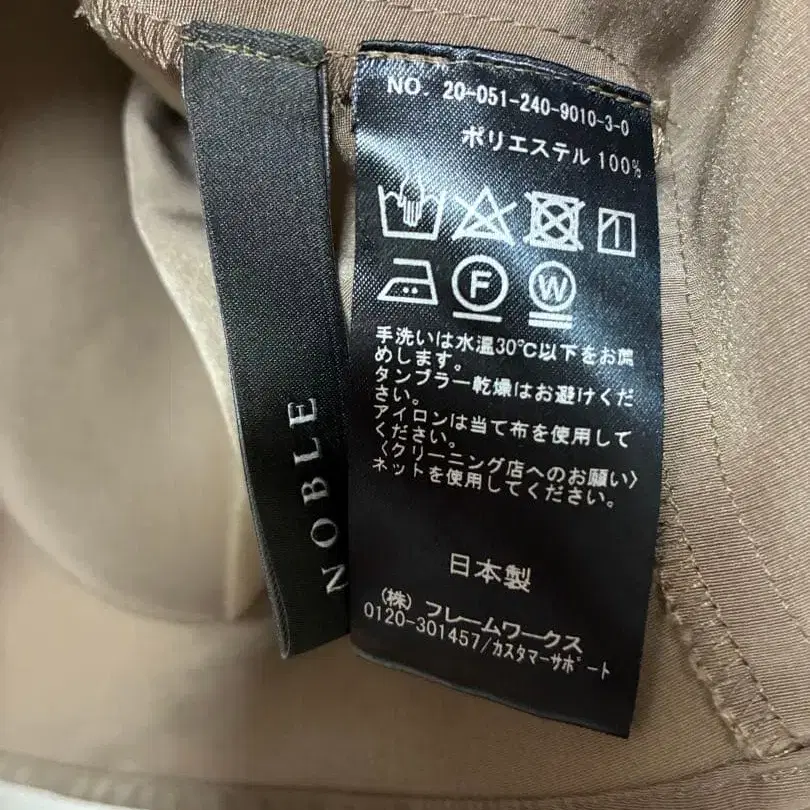 NOBLE
NO. 20-051-240-9010-3-0
ポリエステル 100%
F
W
手洗いは水温30℃以下をお薦
めします。
タンブラー乾燥はお避けくだ
さい。
アイロンは当て布を使用して
ください。
〈クリーニング店へのお願い〉
ネットを使用してください。
日本製
(株) フレームワークス
0120-301457/カスタマーサポート